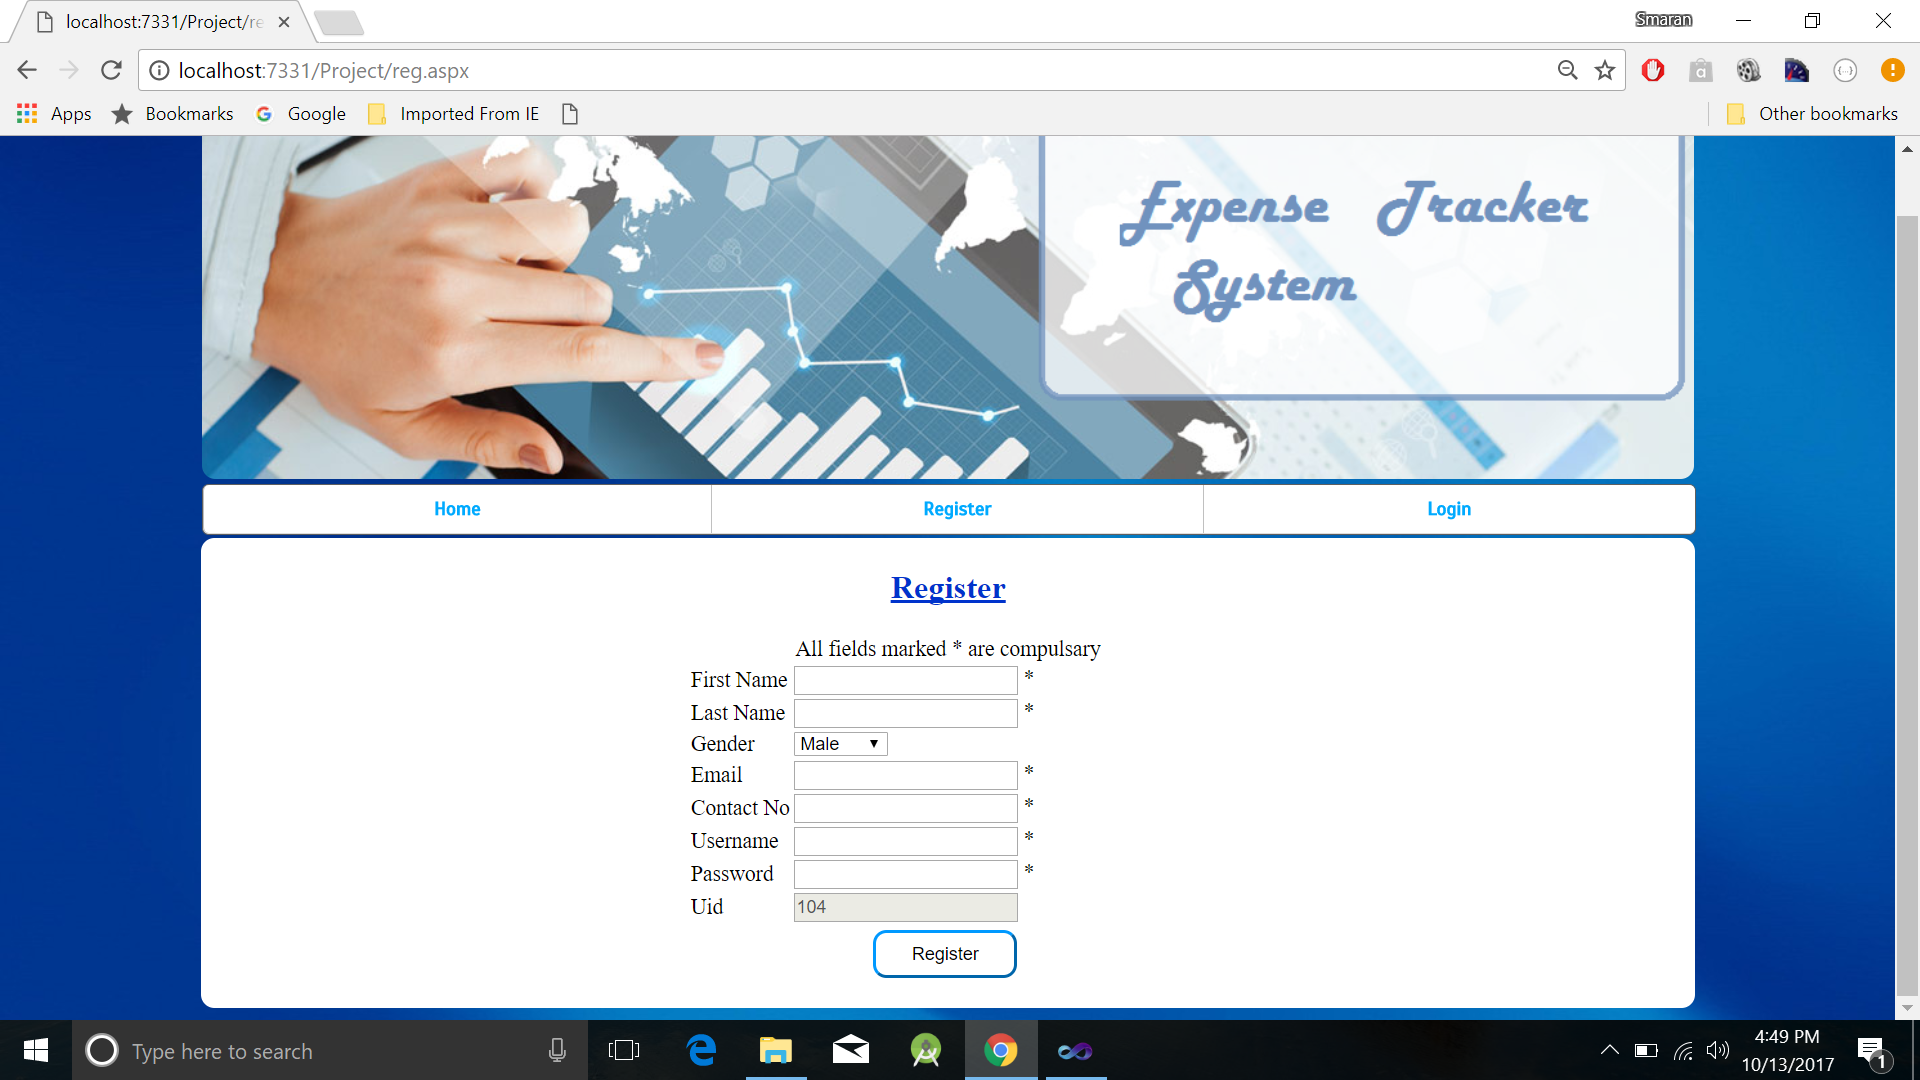 localhost:7331/Project/re
Smaran
localhost:7331/Project/reg.aspx
Apps
Bookmarks
Google
Imported From IE
Other bookmarks
Expense Tracker
System
Home
Register
Login
Register
All fields marked * are compulsary
First Name *
Last Name *
Gender Male
Email *
Contact No *
Username *
Password *
Uid 104
Register
Type here to search
4:49 PM
10/13/2017
1